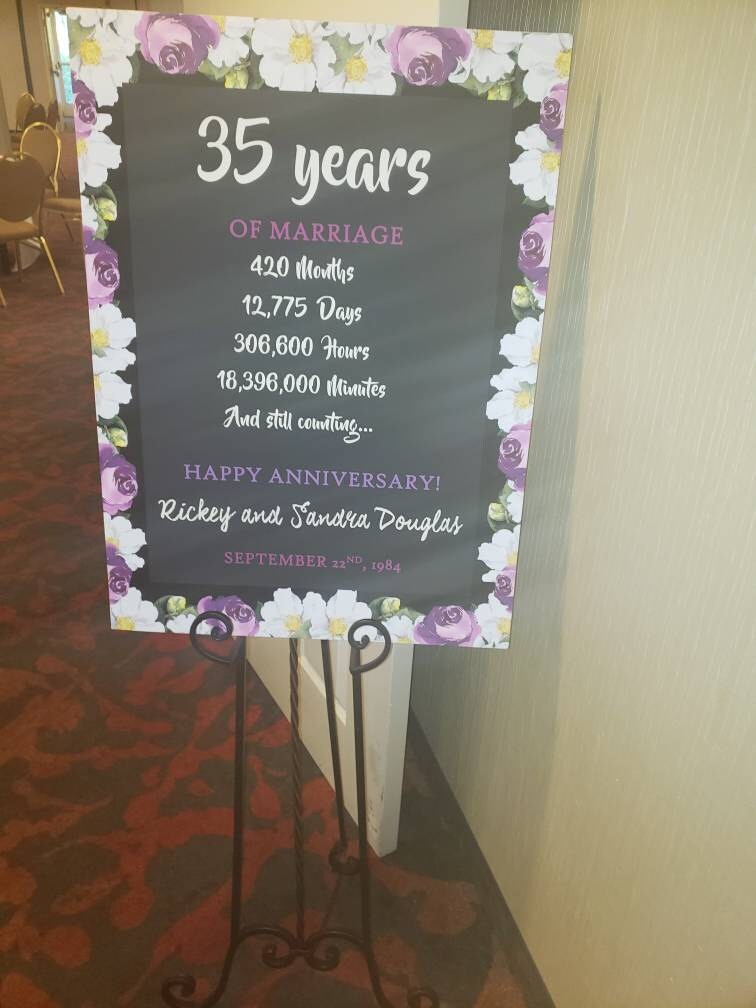 35 years
OF MARRIAGE
420 Months
12,775 Days
306,600 Hours
18,396,000 Minutes
And still counting...
HAPPY ANNIVERSARY!
Rickey and Sandra Douglas
SEPTEMBER 22ND, 1984